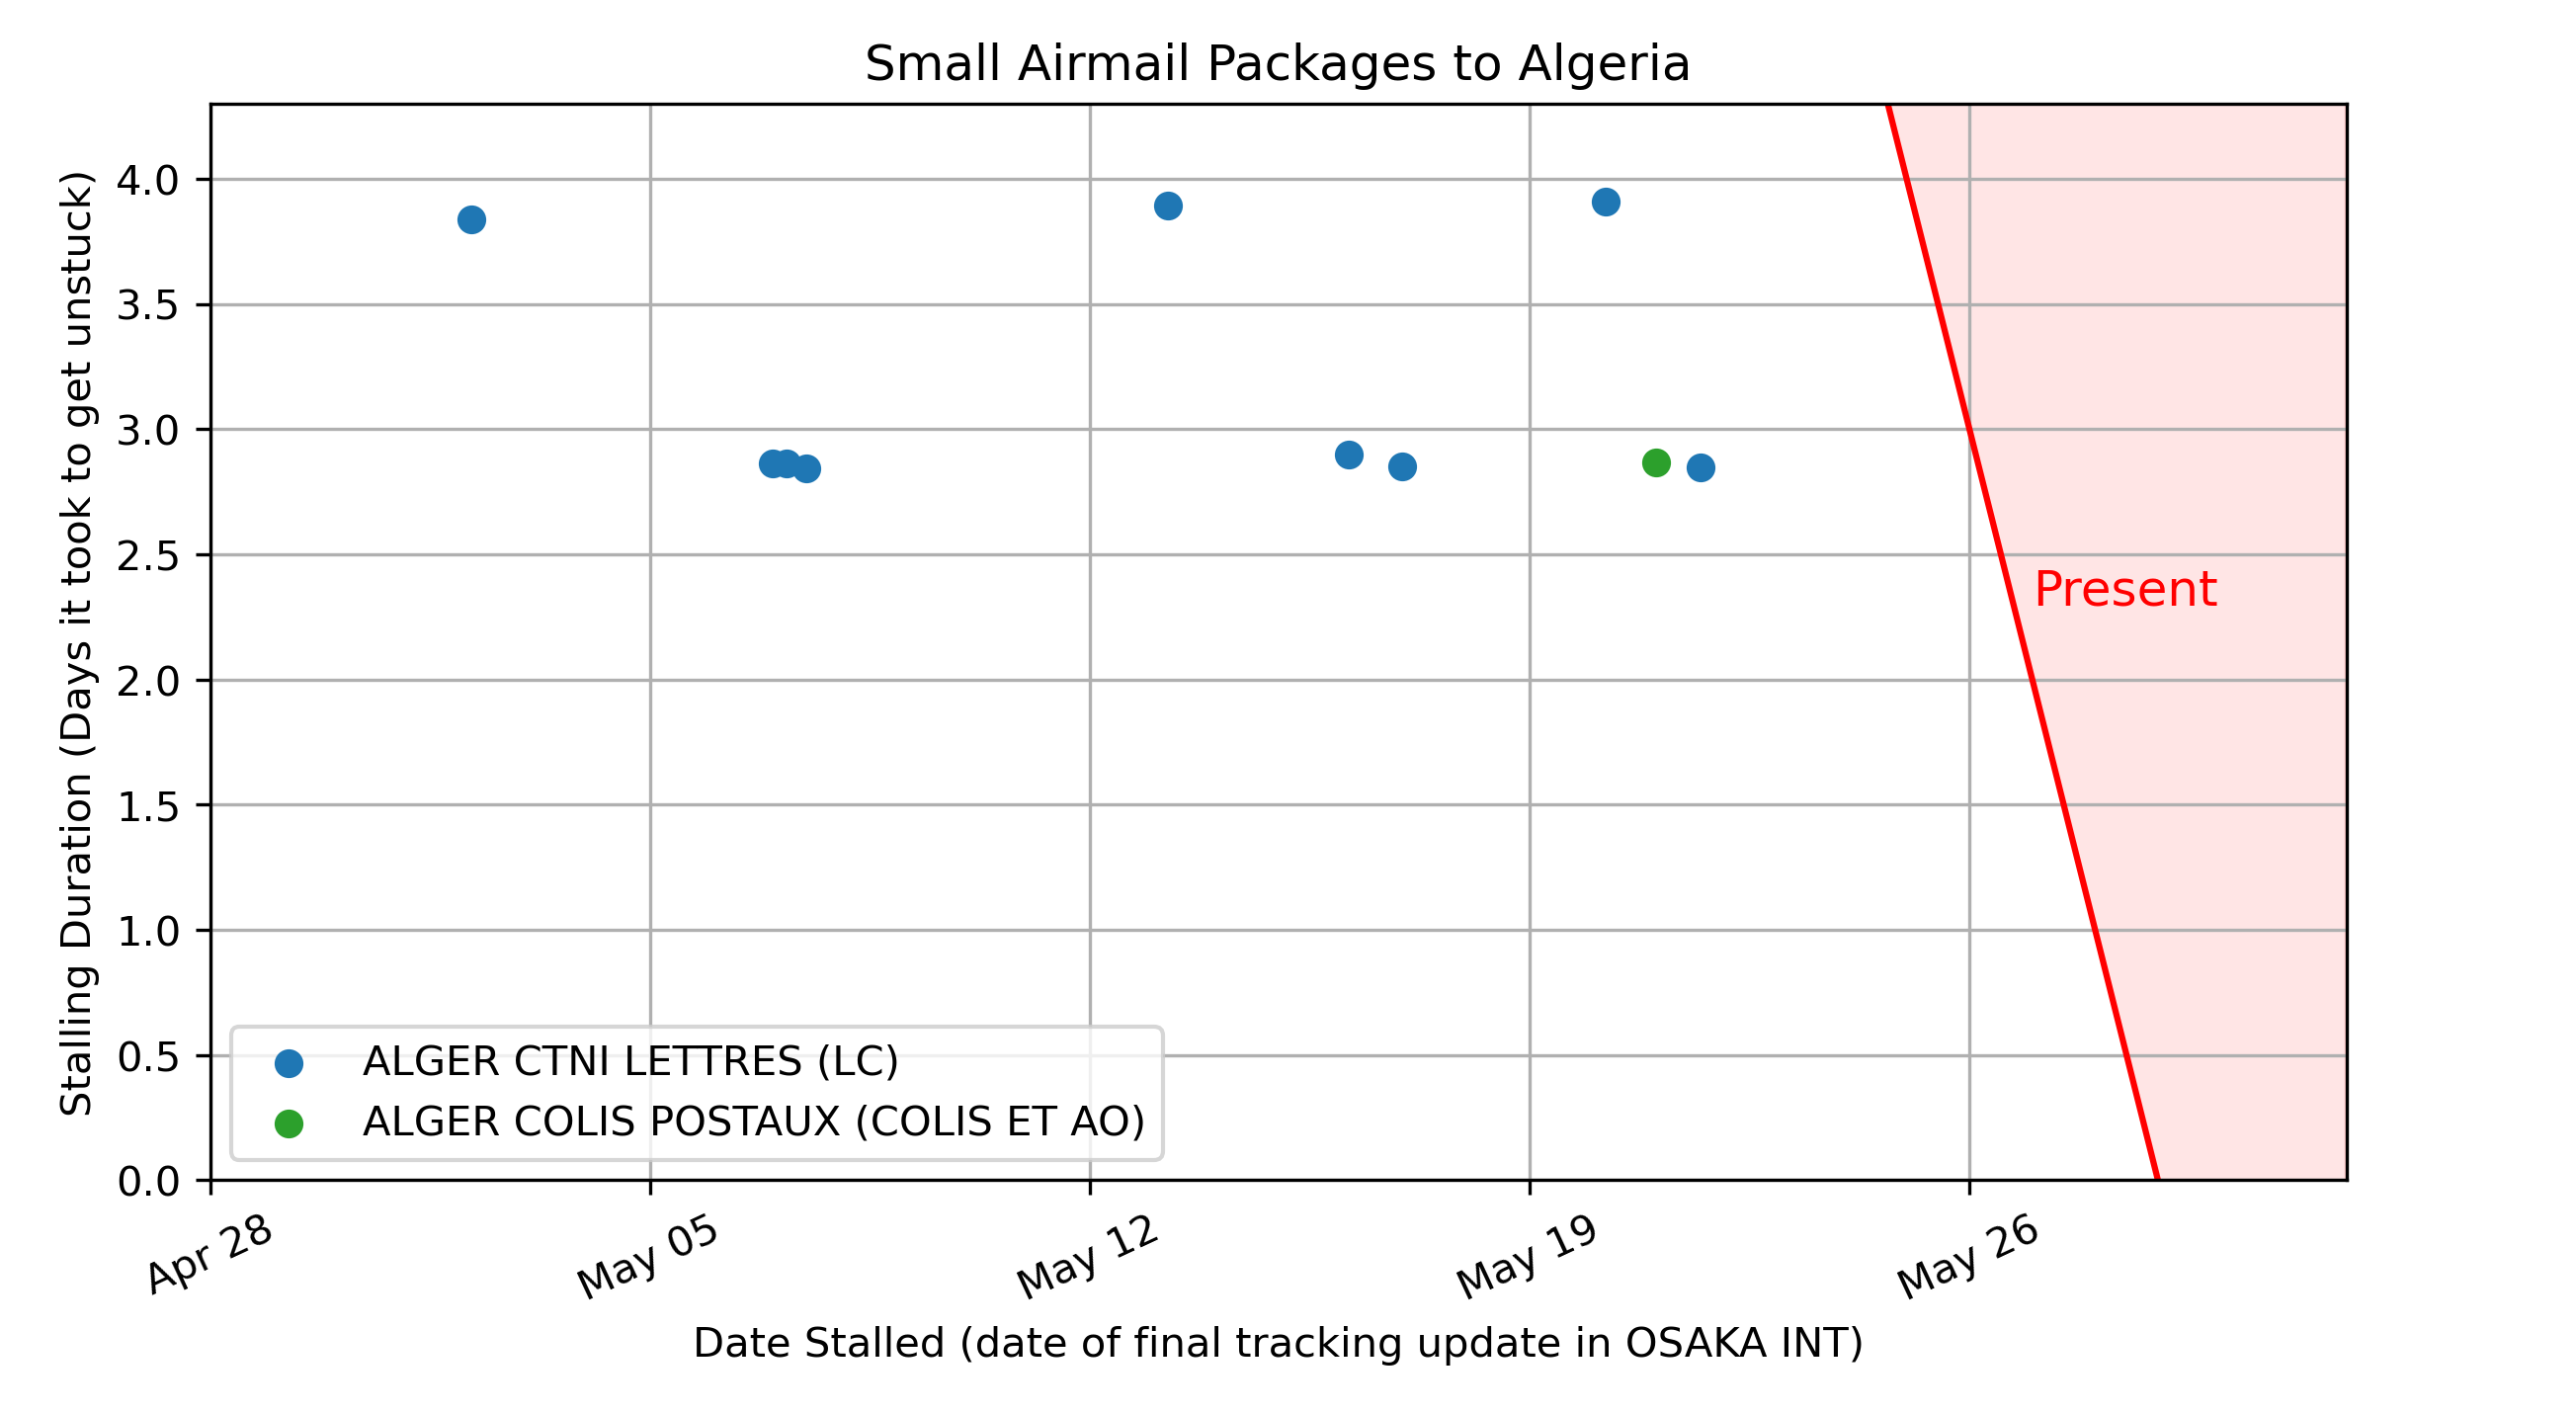 Small Airmail Packages to Algeria
Stalling Duration (Days it took to get unstuck)
4.0
3.5
3.0
2.5
2.0
1.5
1.0
0.5
0.0
Present
ALGER CTNI LETTRES (LC)
ALGER COLIS POSTAUX (COLIS ET AO)
Apr 28
May 05
May 12
May 19
May 26
Date Stalled (date of final tracking update in OSAKA INT)